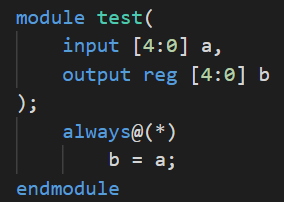 module test(
    input [4:0] a,
    output reg [4:0] b
);
    always@(*)
        b = a;
endmodule